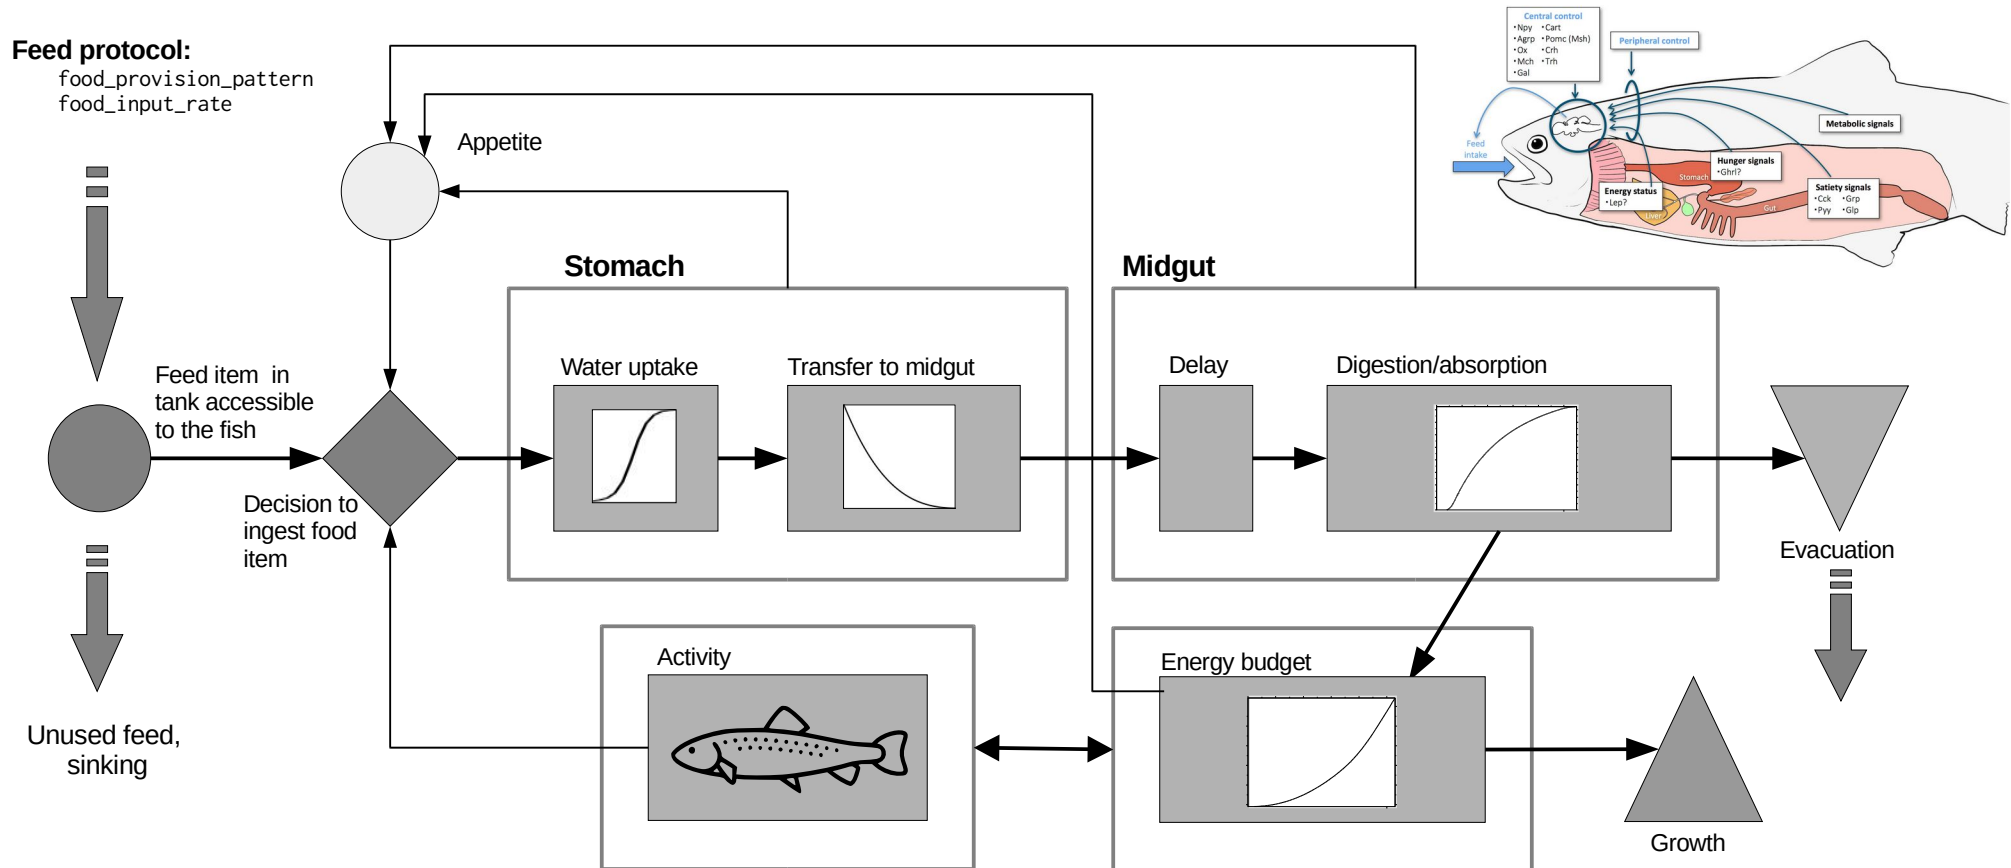 Feed protocol:
food_provision_pattern
food_input_rate
Appetite
Stomach
Midgut
Water uptake
Transfer to midgut
Delay
Digestion/absorption
Feed item in
tank accessible
to the fish
Decision to
ingest food
item
Evacuation
Activity
Energy budget
Unused feed,
sinking
Growth
Central control
•Npy •Cart
•Agrp •Pomc (Msh)
•Ox •Crh
•Mch •Trh
•Gal
Peripheral control
Feed
intake
Metabolic signals
Hunger signals
•Ghrl?
Stomach
Energy status
•Lep?
Liver
Gut
Satiety signals
•Cck •Grp
•Pyy •Glp